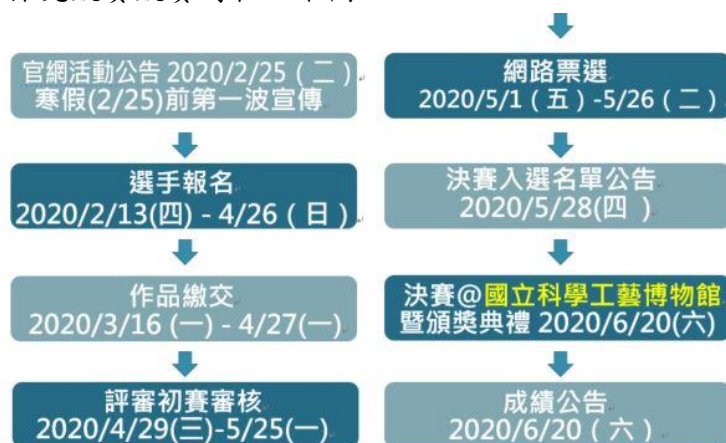 官網活動公告 2020/2/25 ( 二 )
寒假(2/25)前第一波宣傳
選手報名
2020/2/13(四) - 4/26 ( 日 )
作品繳交
2020/3/16 (一) - 4/27(一)
評審初賽審核
2020/4/29(三)-5/25(一)
網路票選
2020/5/1 ( 五 ) -5/26 ( 二 )
決賽入選名單公告
2020/5/28(四 )
決賽@國立科學工藝博物館
暨頒獎典禮 2020/6/20(六)
成績公告
2020/6/20 ( 六 )